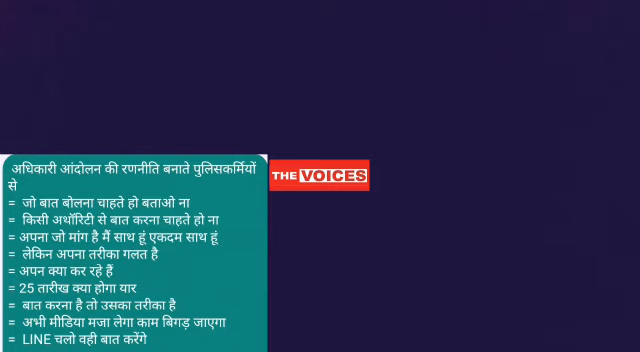 अधिकारी आंदोलन की रणनीति बनाते पुलिसकर्मियों
से
= जो बात बोलना चाहते हो बताओ ना
= किसी अथॉरिटी से बात करना चाहते हो ना
= अपना जो मांग है मैं साथ हूं एकदम साथ हूं
= लेकिन अपना तरीका गलत है
= अपन क्या कर रहे हैं
= 25 तारीख क्या होगा यार
= बात करना है तो उसका तरीका है
= अभी मीडिया मजा लेगा काम बिगड़ जाएगा
= LINE चलो वही बात करेंगे
THE VOICES